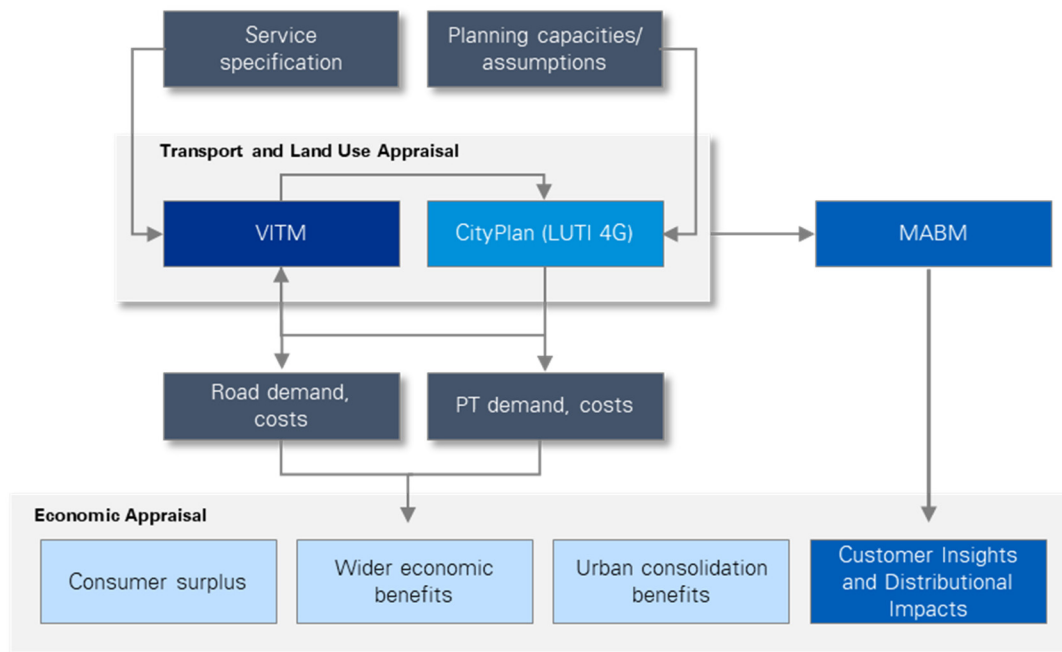 Service
specification
Planning capacities/
assumptions
Transport and Land Use Appraisal
VITM
CityPlan (LUTI 4G)
MABM
Road demand,
costs
PT demand, costs
Economic Appraisal
Consumer surplus
Wider economic
benefits
Urban consolidation
benefits
Customer Insights
and Distributional
Impacts